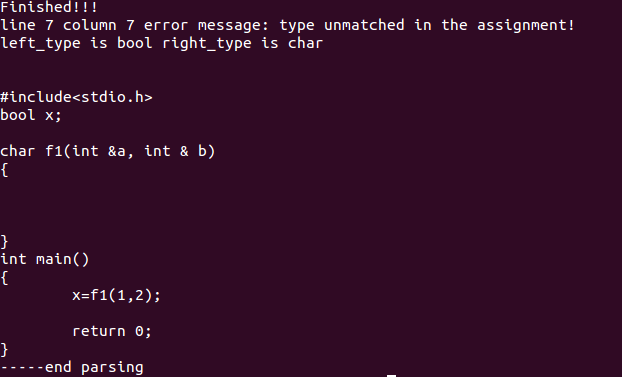 Finished!!!
line 7 column 7 error message: type unmatched in the assignment!
left_type is bool right_type is char
#include<stdio.h>
bool x;
char f1(int &a, int & b)
{
}
int main()
{
x=f1(1,2);
return 0;
}
-----end parsing